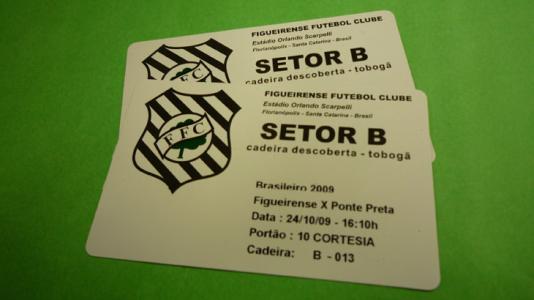 FIGUEIRENSE FUTEBOL CLUBE
Estádio Orlando Scarpelli
Florianópolis - Santa Catarina - Brasil
SETOR B
cadeira descoberta - tobogã
FFC
FIGUEIRENSE FUTEBOL CLUBE
Estádio Orlando Scarpelli
Florianópolis - Santa Catarina - Brasil
SETOR B
cadeira descoberta - tobogã
FFC
Brasileiro 2009
Figueirense X Ponte Preta
Data : 24/10/09 - 16:10h
Portão : 10 CORTESIA
Cadeira: B - 013